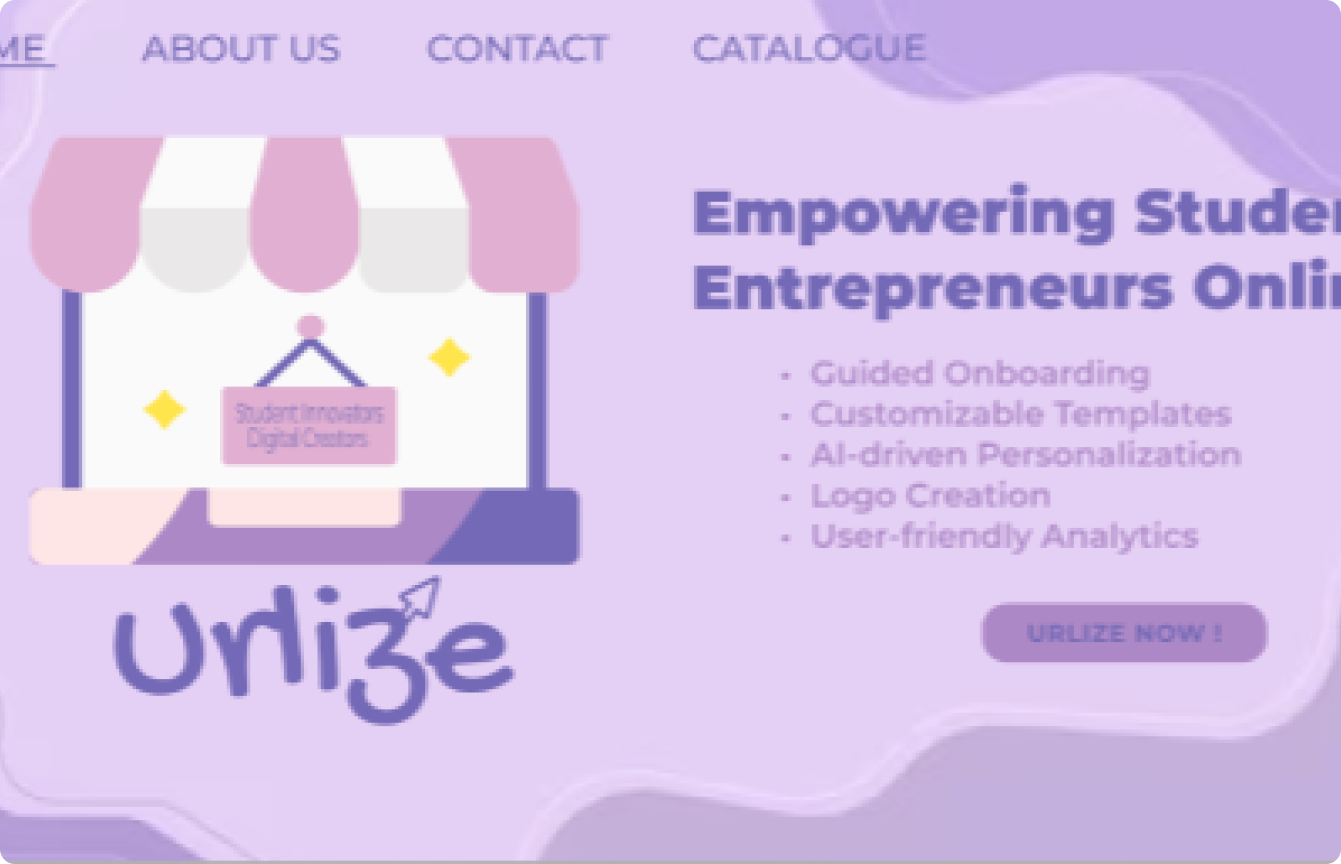 ME
ABOUT US
CONTACT
CATALOGUE
Empowering Studen
Entrepreneurs Onlin
• Guided Onboarding
• Customizable Templates
• AI-driven Personalization
• Logo Creation
• User-friendly Analytics
URLIZE NOW !
Student Innovators
Digital Creators
Urlize